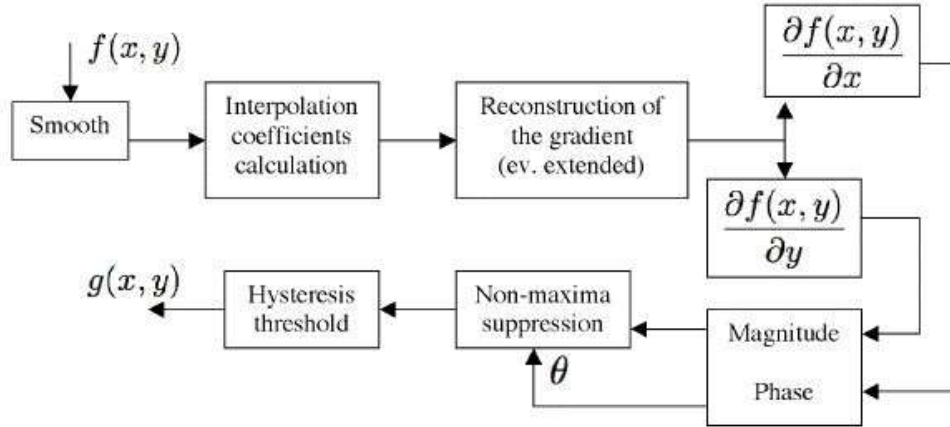 f(x, y)
Smooth
Interpolation
coefficients
calculation
Reconstruction of
the gradient
(ev. extended)
∂f(x, y)
∂x
∂f(x, y)
∂y
Magnitude
Phase
θ
Non-maxima
suppression
Hysteresis
threshold
g(x, y)